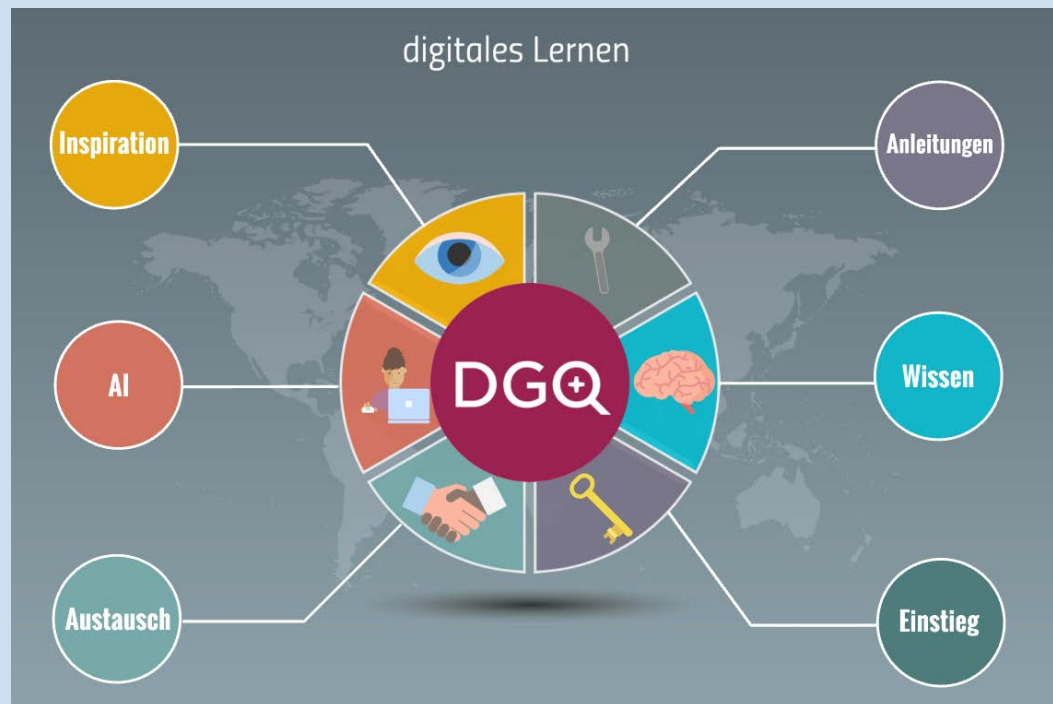 digitales Lernen
Inspiration
Anleitungen
AI
DGQ
Wissen
Austausch
Einstieg